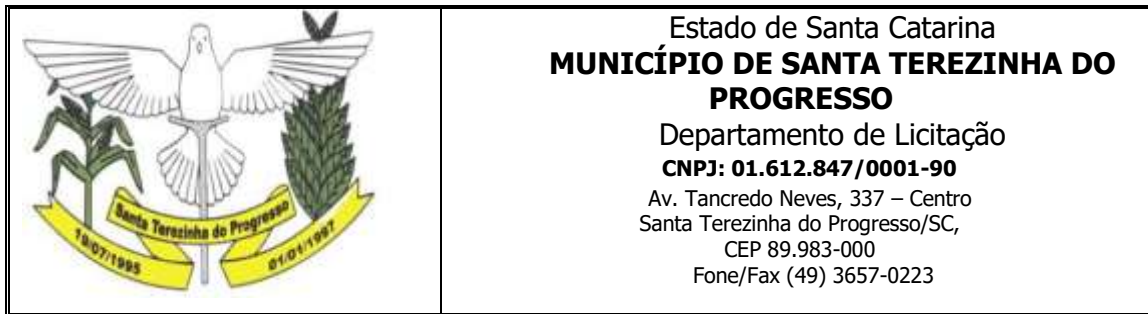 Santa Terezinha do Progresso
19/07/1995
01/01/1997
Estado de Santa Catarina
MUNICÍPIO DE SANTA TEREZINHA DO
PROGRESSO
Departamento de Licitação
CNPJ: 01.612.847/0001-90
Av. Tancredo Neves, 337 – Centro
Santa Terezinha do Progresso/SC,
CEP 89.983-000
Fone/Fax (49) 3657-0223